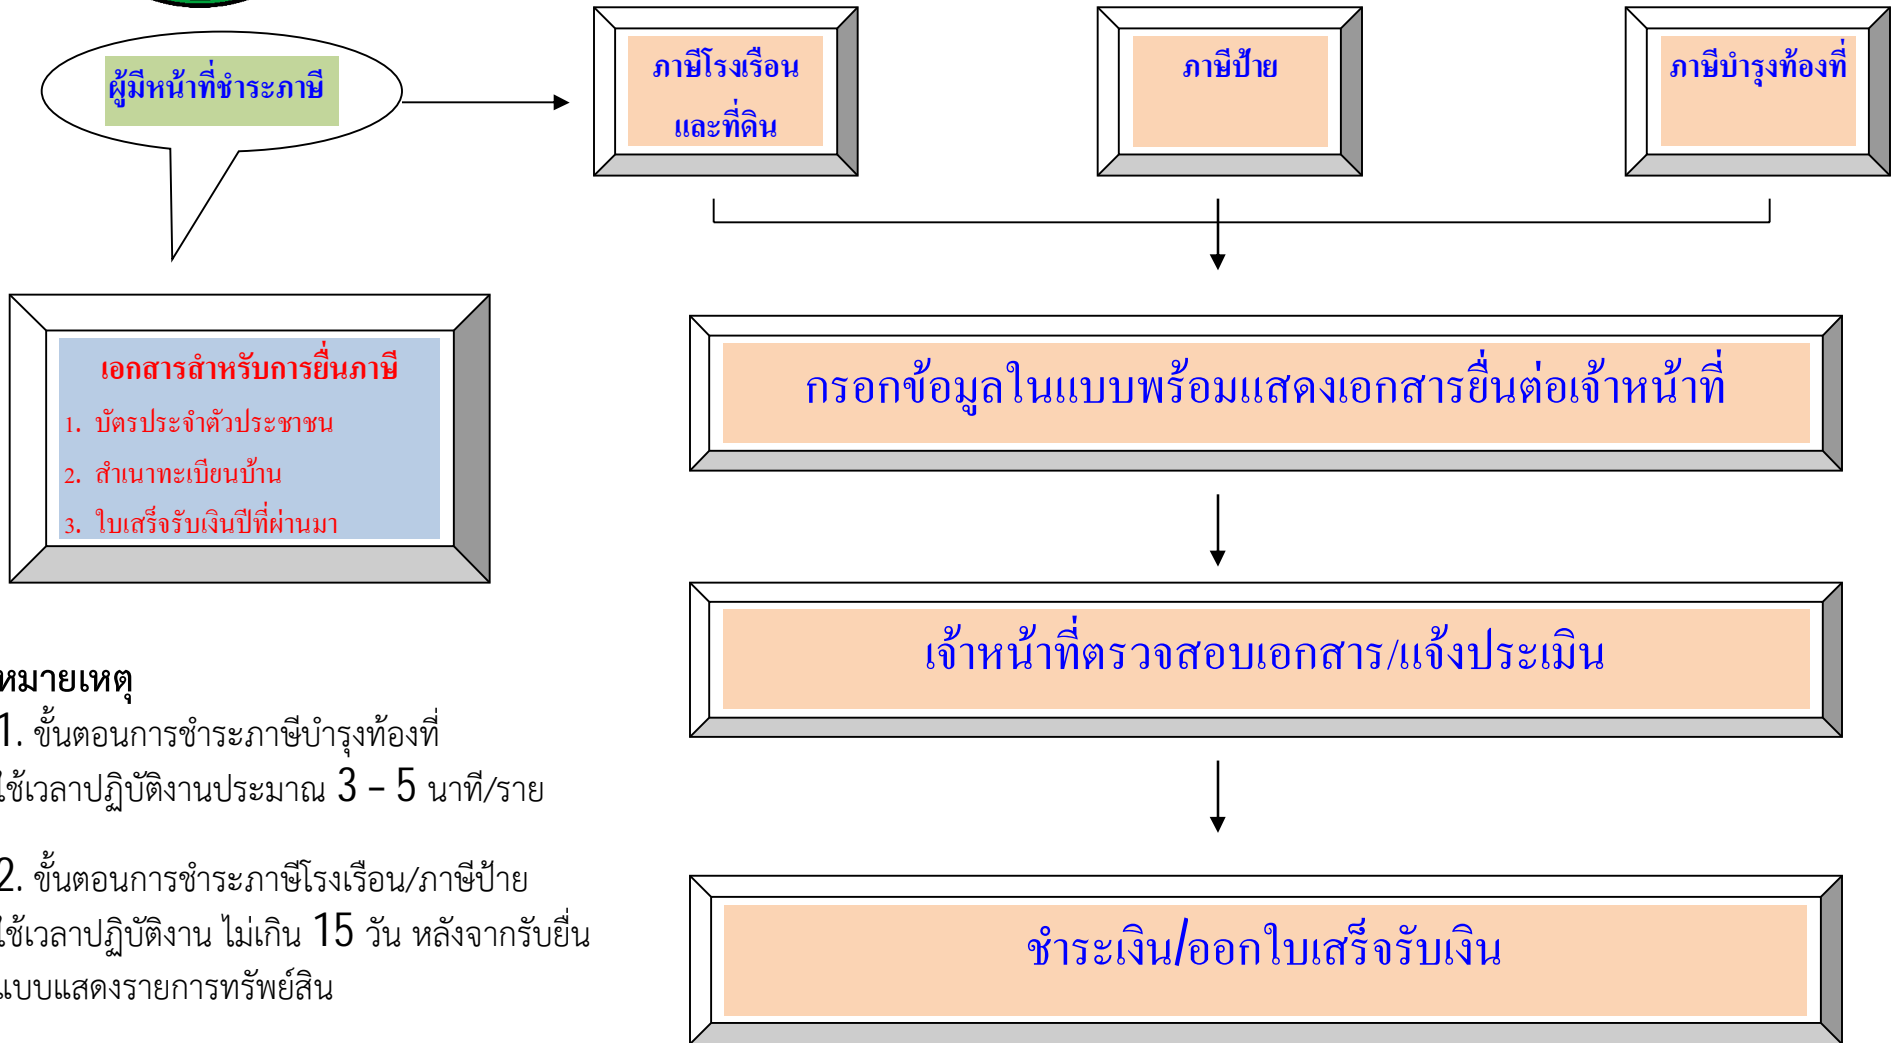 ผู้มีหน้าที่ชำระภาษี
ภาษีโรงเรือน
และที่ดิน
ภาษีป้าย
ภาษีบำรุงท้องที่
เอกสารสำหรับการยื่นภาษี
1. บัตรประจำตัวประชาชน
2. สำเนาทะเบียนบ้าน
3. ใบเสร็จรับเงินปีที่ผ่านมา
กรอกข้อมูลในแบบพร้อมแสดงเอกสารยื่นต่อเจ้าหน้าที่
เจ้าหน้าที่ตรวจสอบเอกสาร/แจ้งประเมิน
ชำระเงิน/ออกใบเสร็จรับเงิน
หมายเหตุ
1. ขั้นตอนการชำระภาษีบำรุงท้องที่
ใช้เวลาปฏิบัติงานประมาณ 3 – 5 นาที/ราย
2. ขั้นตอนการชำระภาษีโรงเรือน/ภาษีป้าย
ใช้เวลาปฏิบัติงาน ไม่เกิน 15 วัน หลังจากรับยื่น
แบบแสดงรายการทรัพย์สิน